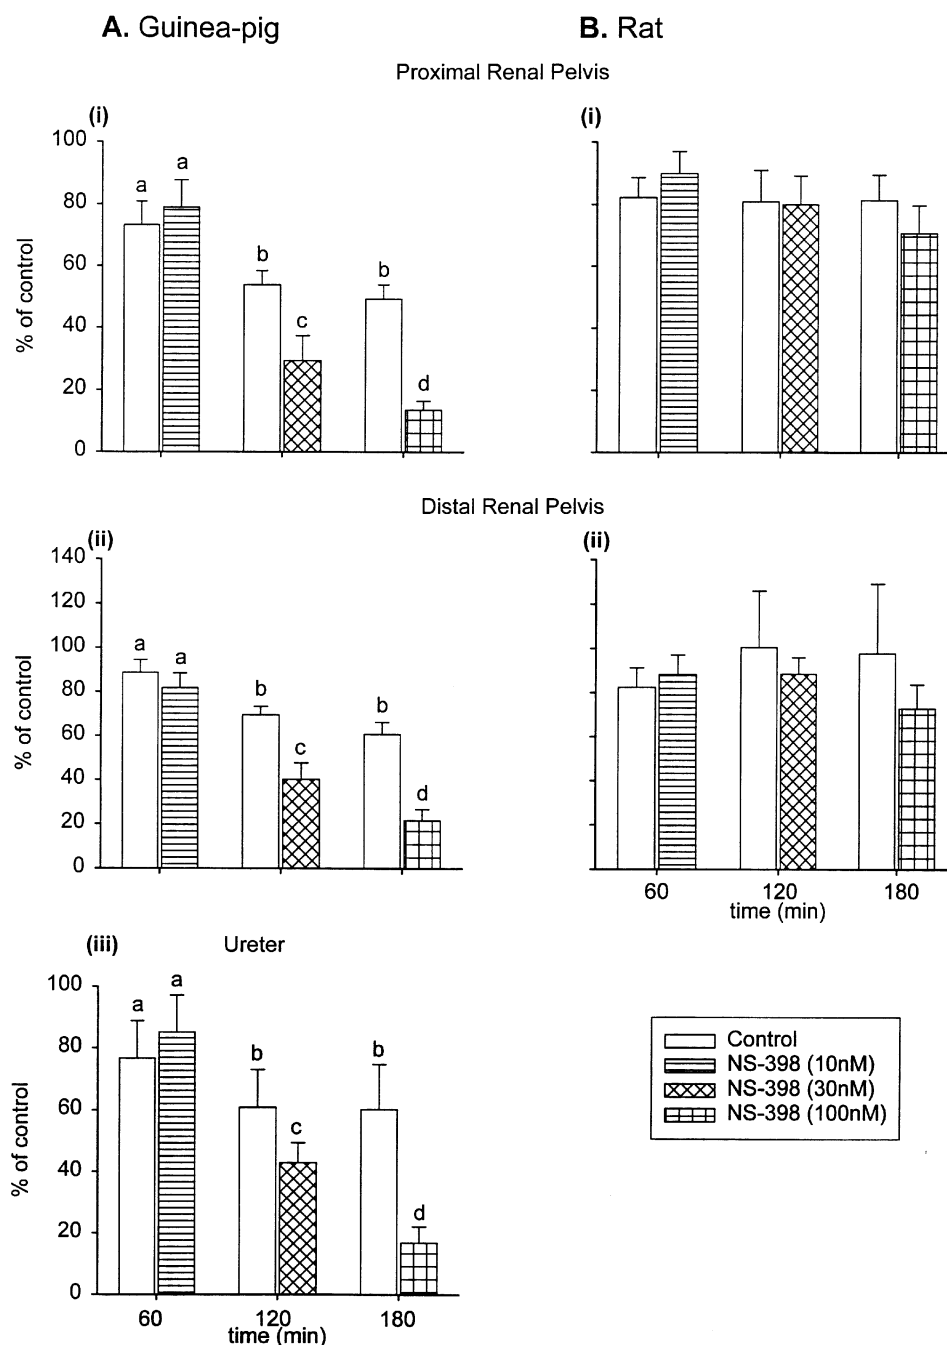 A. Guinea-pig
B. Rat
Proximal Renal Pelvis
(i)
100
80
60
40
20
0
% of control
a
a
b
c
b
d
(i)
Distal Renal Pelvis
(ii)
140
120
100
80
60
40
20
0
% of control
a
a
b
c
b
d
(ii)
60
120
180
time (min)
(iii)
Ureter
100
80
60
40
20
0
% of control
a
a
b
c
b
d
60
120
180
time (min)
Control
NS-398 (10nM)
NS-398 (30nM)
NS-398 (100nM)